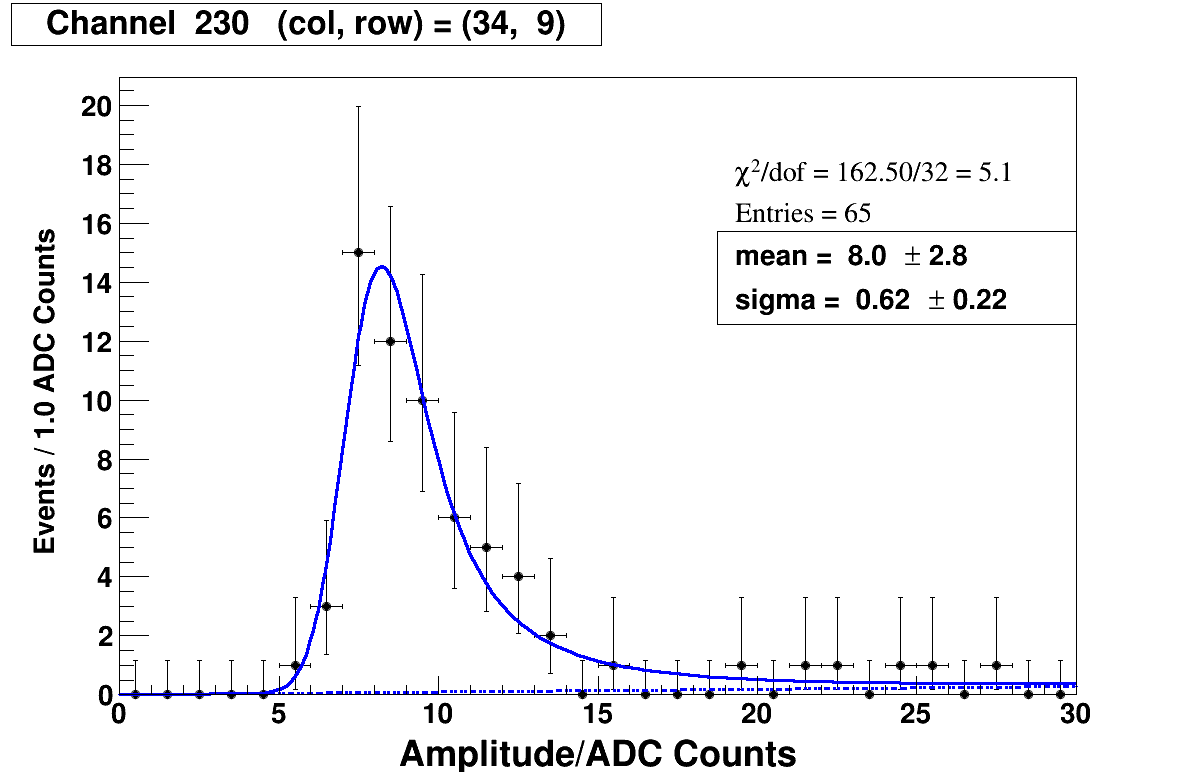 Channel 230 (col, row) = (34, 9)
20
18
16
14
12
10
8
6
4
2
0
Events / 1.0 ADC Counts
χ²/dof = 162.50/32 = 5.1
Entries = 65
mean = 8.0 ± 2.8
sigma = 0.62 ± 0.22
0 5 10 15 20 25 30
Amplitude/ADC Counts